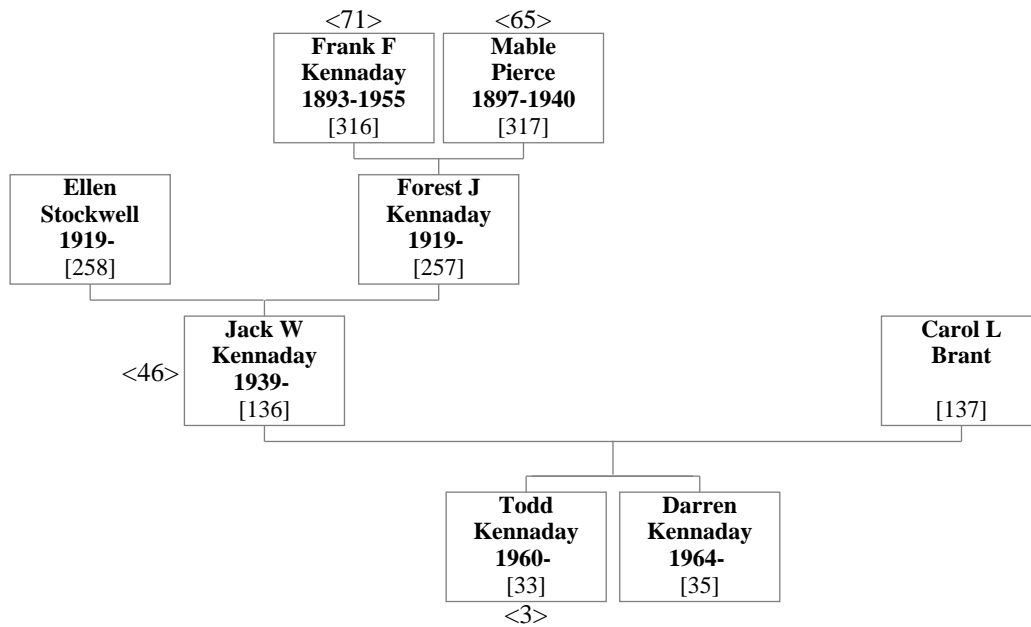 <71>
Frank F
Kennaday
1893-1955
[316]
<65>
Mable
Pierce
1897-1940
[317]
Ellen
Stockwell
1919-
[258]
Forest J
Kennaday
1919-
[257]
<46>
Jack W
Kennaday
1939-
[136]
Carol L
Brant
[137]
Todd
Kennaday
1960-
[33]
<3>
Darren
Kennaday
1964-
[35]